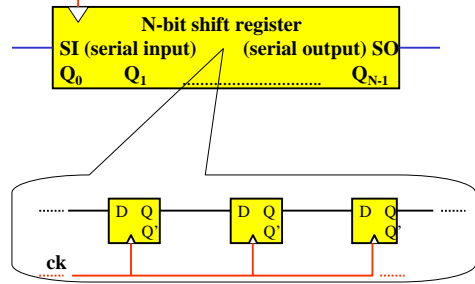 N-bit shift register
SI (serial input) (serial output) SO
Q0 Q1 ........................... QN-1
D Q D Q D Q
Q' Q' Q'
ck